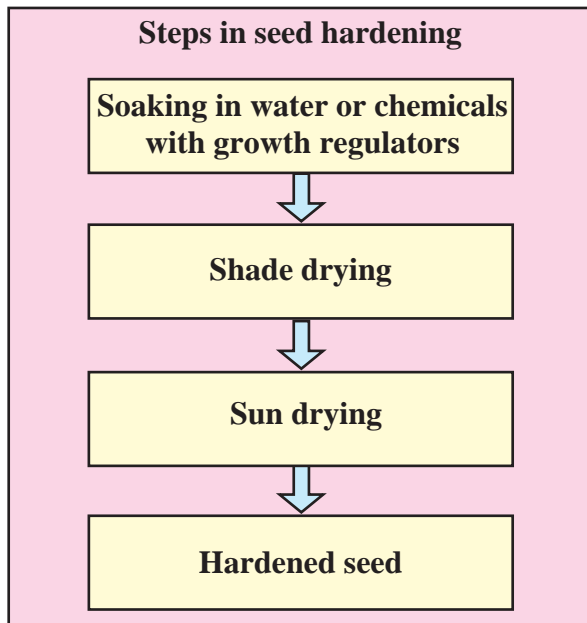 Steps in seed hardening
Soaking in water or chemicals
with growth regulators
Shade drying
Sun drying
Hardened seed